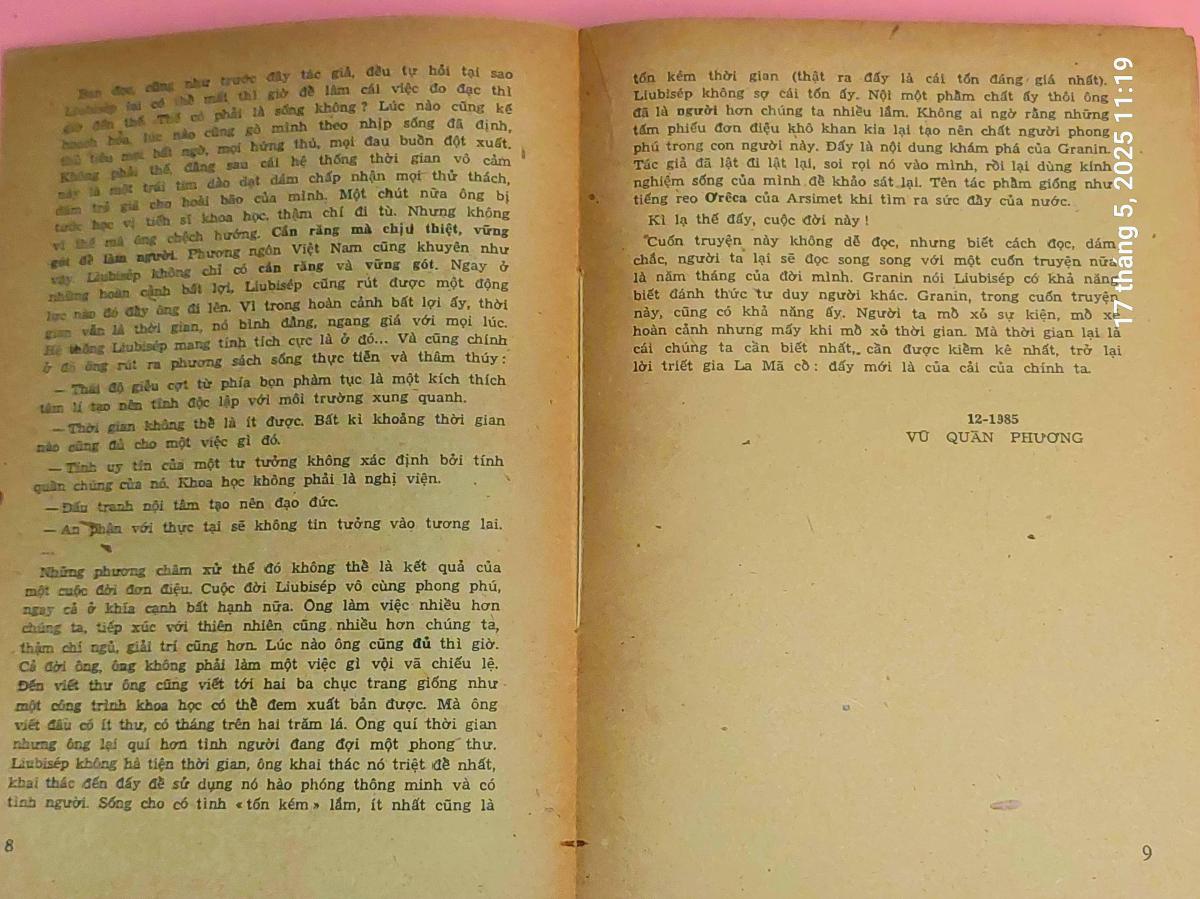 Bạn đọc, cũng như trước đây tác giả, đều tự hỏi tại sao
Liubisép lại có thể mất thì giờ để làm cái việc đo đạc thì
giờ đến thế. Thế có phải là sống không? Lúc nào cũng kế
hoạch hóa, lúc nào cũng gò mình theo nhịp sống đã định,
thủ tiêu mọi bất ngờ, mọi hứng thú, mọi đau buồn đột xuất.
Không phải thế, đằng sau cái hệ thống thời gian vô cảm
này là một trái tim dào dạt dám chấp nhận mọi thử thách,
dám trả giá cho hoài bão của mình. Một chút nữa ông bị
tước học vị tiến sĩ khoa học, thậm chí đi tù. Nhưng không
vì thế mà ông chệch hướng. Cắn răng mà chịu thiệt, vững
gót để làm người. Phương ngôn Việt Nam cũng khuyên như
vậy. Liubisép không chỉ có cắn răng và vững gót. Ngay ở
những hoàn cảnh bất lợi, Liubisép cũng rút được một động
lực nào đó đẩy ông đi lên. Vì trong hoàn cảnh bất lợi ấy, thời
gian vẫn là thời gian, nó bình đẳng, ngang giá với mọi lúc.
Hệ thống Liubisép mang tính tích cực là ở đó... Và cũng chính
ở đó ông rút ra phương sách sống thực tiễn và thâm thúy:
— Thái độ giễu cợt từ phía bọn phàm tục là một kích thích
tâm lí tạo nên tính độc lập với môi trường xung quanh.
— Thời gian không thể là ít được. Bất kì khoảng thời gian
nào cũng đủ cho một việc gì đó.
— Tính uy tín của một tư tưởng không xác định bởi tính
quần chúng của nó. Khoa học không phải là nghị viện.
— Đấu tranh nội tâm tạo nên đạo đức.
— An phận với thực tại sẽ không tin tưởng vào tương lai.
...
Những phương châm xử thế đó không thể là kết quả của
một cuộc đời đơn điệu. Cuộc đời Liubisép vô cùng phong phú,
ngay cả ở khía cạnh bất hạnh nữa. Ông làm việc nhiều hơn
chúng ta, tiếp xúc với thiên nhiên cũng nhiều hơn chúng ta,
thậm chí ngủ, giải trí cũng hơn. Lúc nào ông cũng đủ thì giờ.
Cả đời ông, ông không phải làm một việc gì vội vã chiếu lệ.
Đến viết thư ông cũng viết tới hai ba chục trang giống như
một công trình khoa học có thể đem xuất bản được. Mà ông
viết đâu có ít thư, có tháng trên hai trăm lá. Ông quí thời gian
nhưng ông lại quí hơn tình người đang đợi một phong thư.
Liubisép không hà tiện thời gian, ông khai thác nó triệt để nhất,
khai thác đến đấy để sử dụng nó hào phóng thông minh và có
tình người. Sống cho có tình «tốn kém» lắm, ít nhất cũng là
8
tốn kém thời gian (thật ra đấy là cái tốn đáng giá nhất).
Liubisép không sợ cái tốn ấy. Nội một phẩm chất ấy thôi ông
đã là người hơn chúng ta nhiều lắm. Không ai ngờ rằng những
tấm phiếu đơn điệu khô khan kia lại tạo nên chất người phong
phú trong con người này. Đấy là nội dung khám phá của Granin.
Tác giả đã lật đi lật lại, soi rọi nó vào mình, rồi lại dùng kinh
nghiệm sống của mình để khảo sát lại. Tên tác phẩm giống như
tiếng reo Ơrêca của Arsimet khi tìm ra sức đẩy của nước.
Kì lạ thế đấy, cuộc đời này!
Cuốn truyện này không dễ đọc, nhưng biết cách đọc, dám
chắc, người ta lại sẽ đọc song song với một cuốn truyện nữa
là năm tháng của đời mình. Granin nói Liubisép có khả năng
biết đánh thức tư duy người khác. Granin, trong cuốn truyện
này, cũng có khả năng ấy. Người ta mổ xẻ sự kiện, mổ xẻ
hoàn cảnh nhưng mấy khi mổ xẻ thời gian. Mà thời gian lại là
cái chúng ta cần biết nhất, cần được kiểm kê nhất, trở lại
lời triết gia La Mã cổ: đấy mới là của cải của chính ta.
12-1985
VŨ QUẦN PHƯƠNG
9
17 tháng 5, 2025 11:19